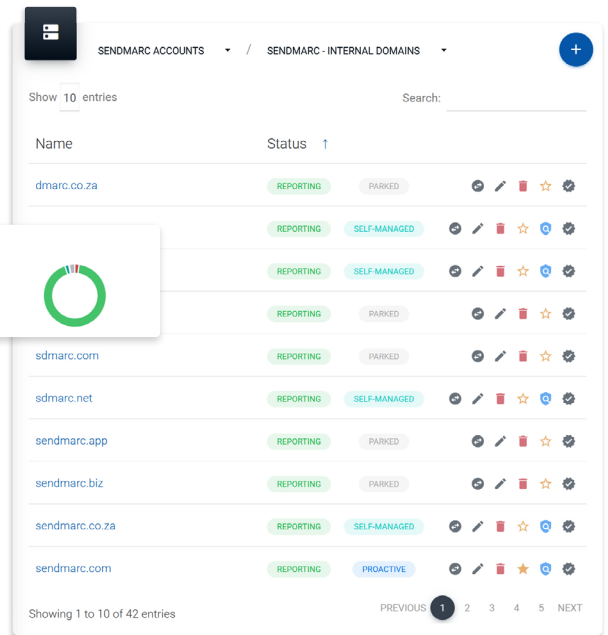 SENDMARC ACCOUNTS / SENDMARC - INTERNAL DOMAINS
+
Show 10 entries Search:
Name Status ↑
dmarc.co.za REPORTING PARKED
REPORTING SELF-MANAGED
REPORTING SELF-MANAGED
REPORTING PARKED
sdmarc.com REPORTING PARKED
sdmarc.net REPORTING SELF-MANAGED
sendmarc.app REPORTING PARKED
sendmarc.biz REPORTING PARKED
sendmarc.co.za REPORTING SELF-MANAGED
sendmarc.com REPORTING PROACTIVE
Showing 1 to 10 of 42 entries PREVIOUS 1 2 3 4 5 NEXT